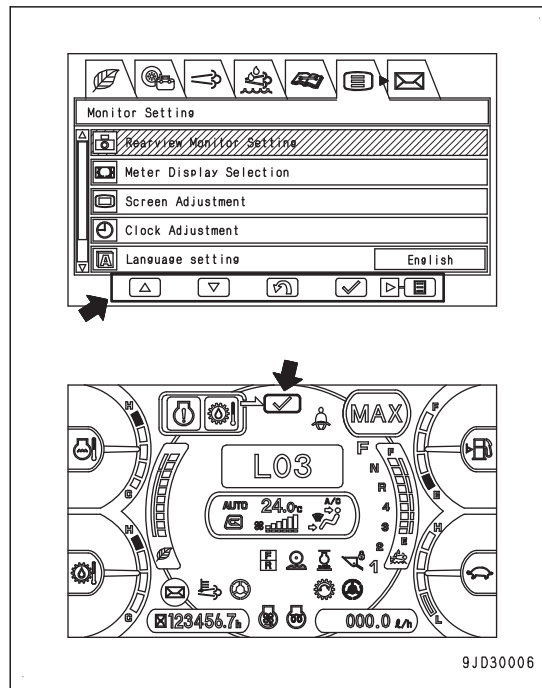 Monitor Setting
Rearview Monitor Setting
Meter Display Selection
Screen Adjustment
Clock Adjustment
Language setting English
MAX
H
H
F
F
F
N
L03
R
AUTO 24.0°C A/C
4
C
3
E
H
F
R
2
E
H
1
C
L
123456.7h
000.0 ℓ/h
9JD30006